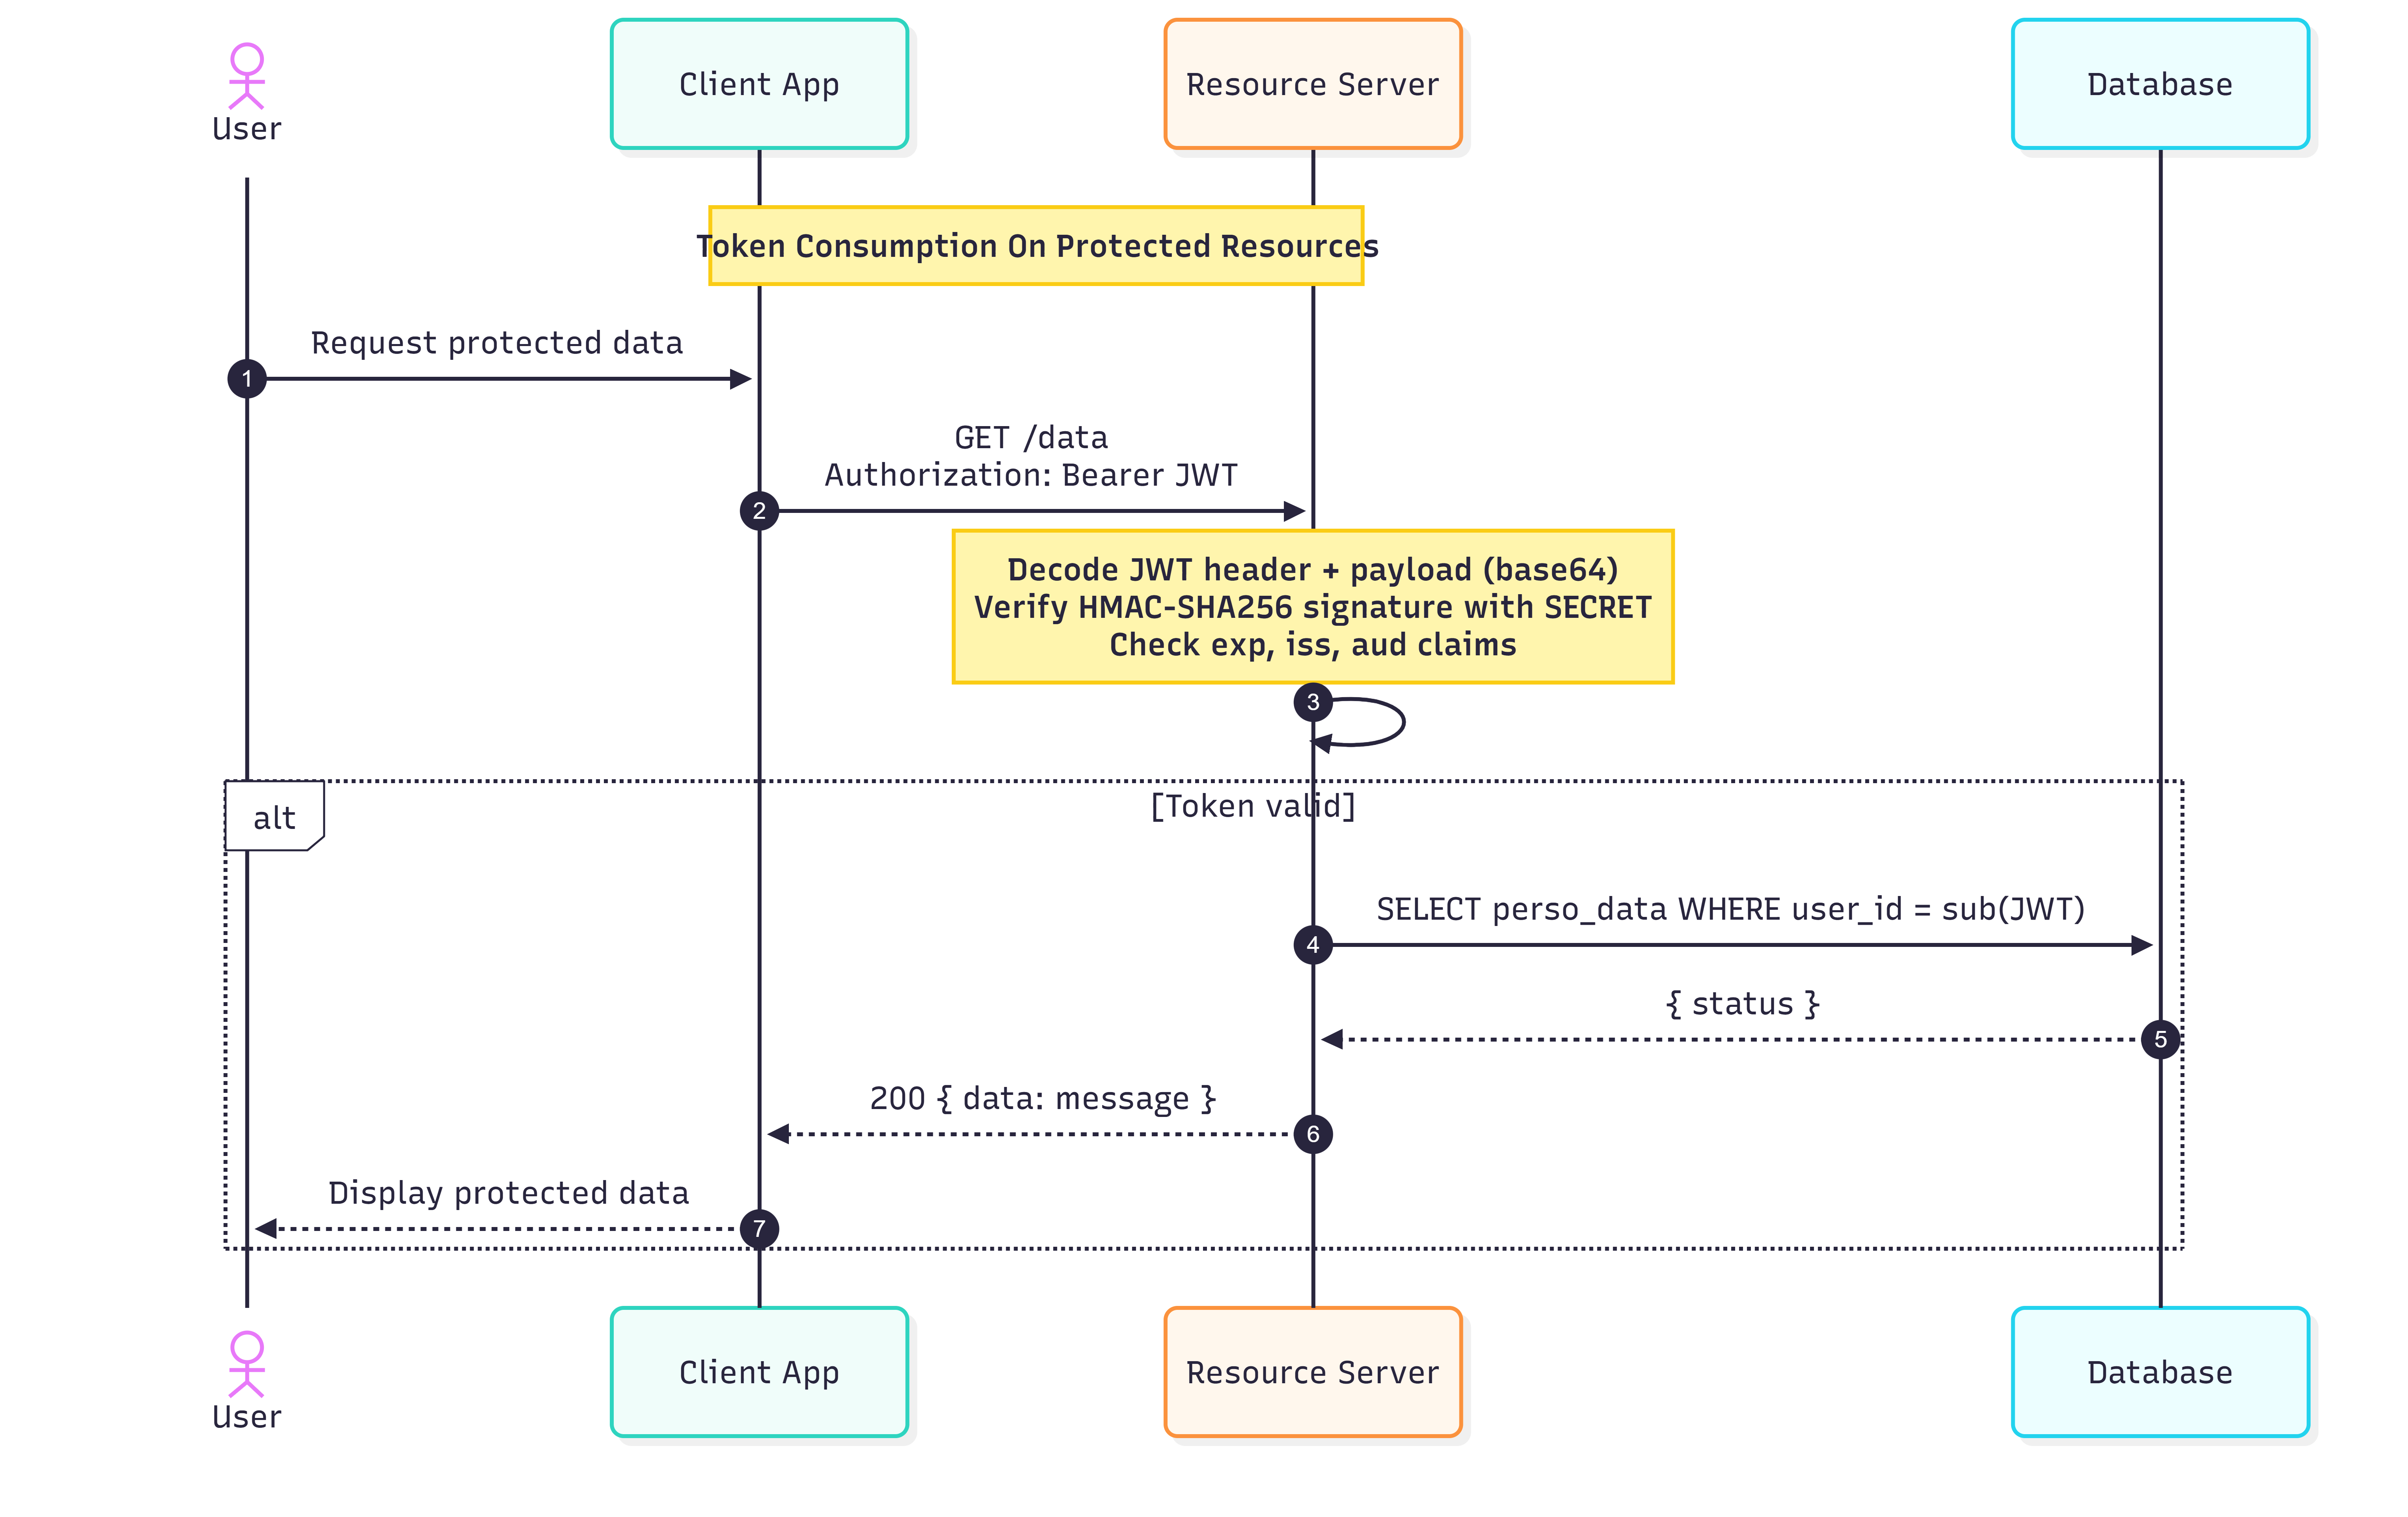 User
Client App
Resource Server
Database
Token Consumption On Protected Resources
Request protected data
1
GET /data
Authorization: Bearer JWT
2
Decode JWT header + payload (base64)
Verify HMAC-SHA256 signature with SECRET
Check exp, iss, aud claims
3
alt
[Token valid]
SELECT perso_data WHERE user_id = sub(JWT)
4
{ status }
5
200 { data: message }
6
Display protected data
7
User
Client App
Resource Server
Database